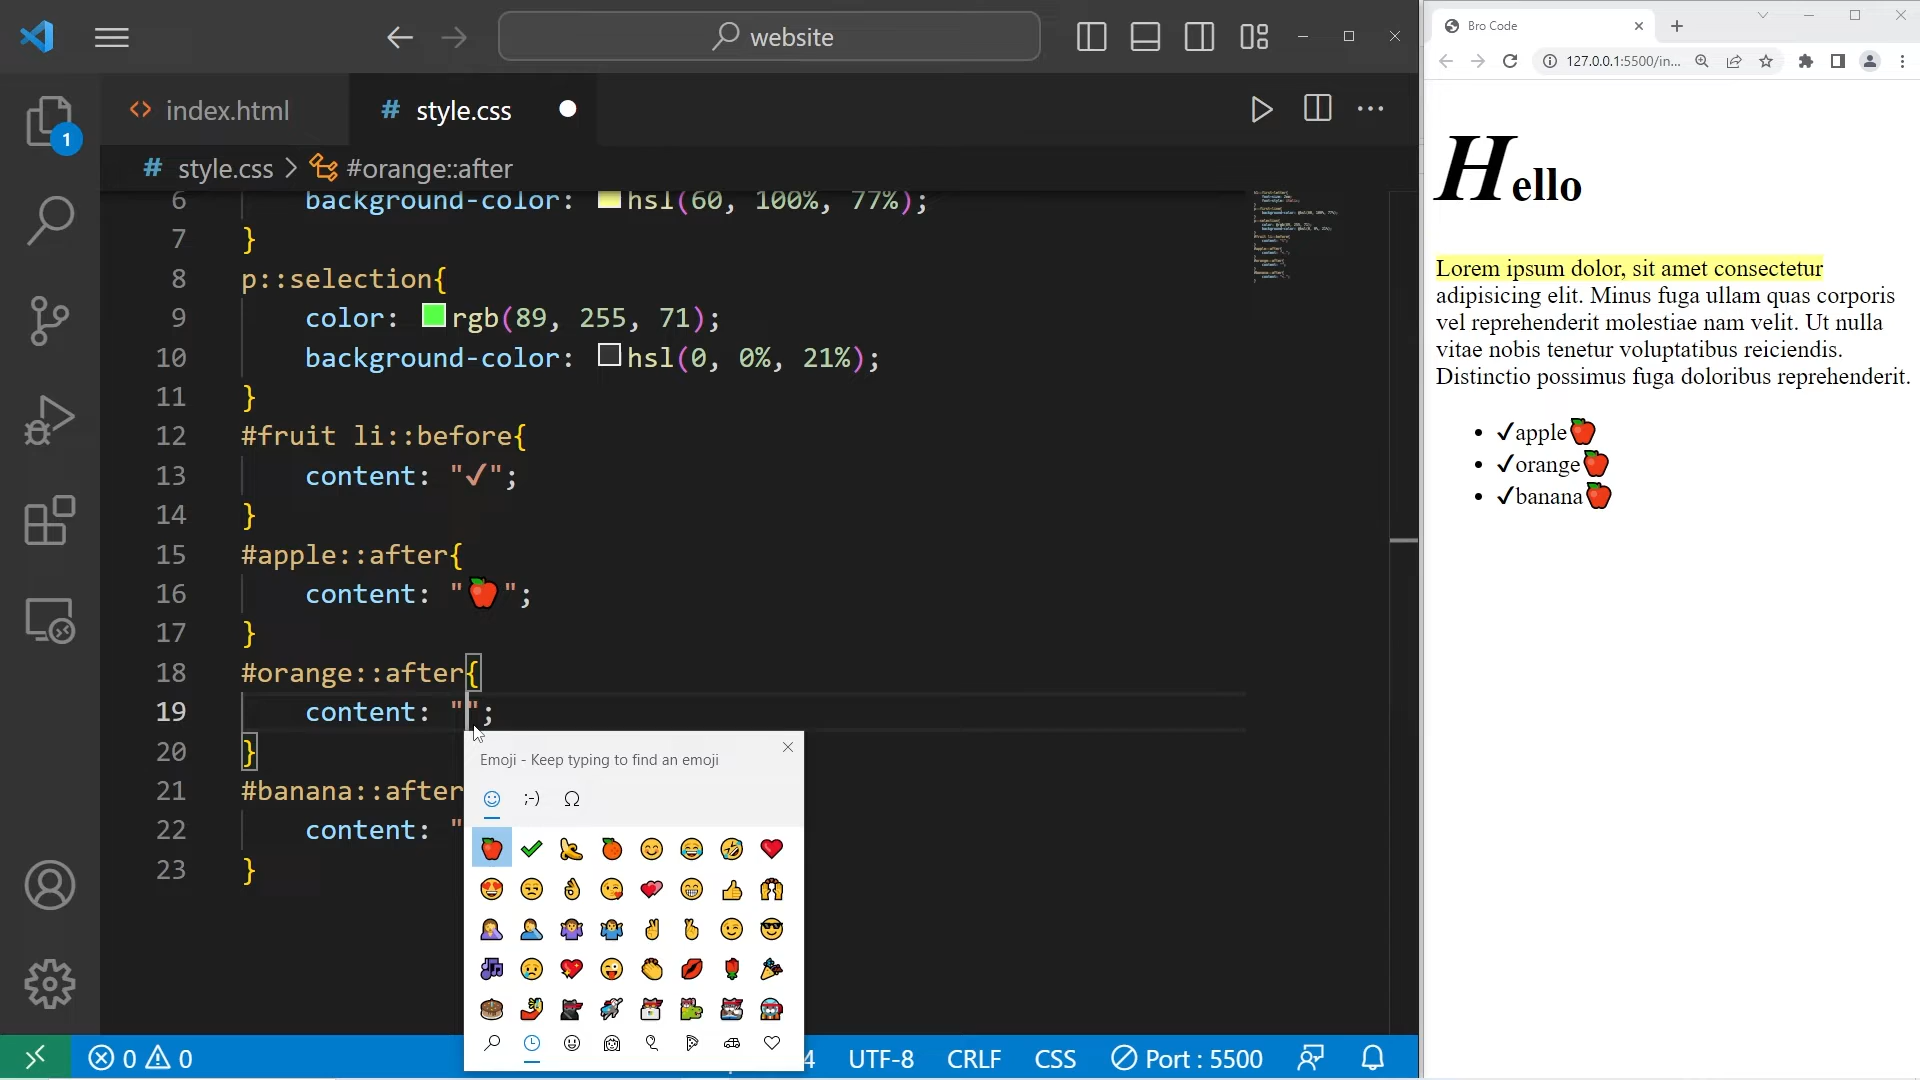 website
index.html
# style.css
# style.css > #orange::after
1
6 background-color: hsl(60, 100%, 77%);
7 }
8 p::selection{
9 color: rgb(89, 255, 71);
10 background-color: hsl(0, 0%, 21%);
11 }
12 #fruit li::before{
13 content: "✓";
14 }
15 #apple::after{
16 content: "🍎";
17 }
18 #orange::after{
19 content: "";
20 }
21 #banana::after
22 content: "
23 }
Emoji - Keep typing to find an emoji
;-) Ω
0 0
4 UTF-8 CRLF CSS Port : 5500
Bro Code
127.0.0.1:5500/in...
Hello
Lorem ipsum dolor, sit amet consectetur
adipisicing elit. Minus fuga ullam quas corporis
vel reprehenderit molestiae nam velit. Ut nulla
vitae nobis tenetur voluptatibus reiciendis.
Distinctio possimus fuga doloribus reprehenderit.
• ✓apple🍎
• ✓orange🍎
• ✓banana🍎